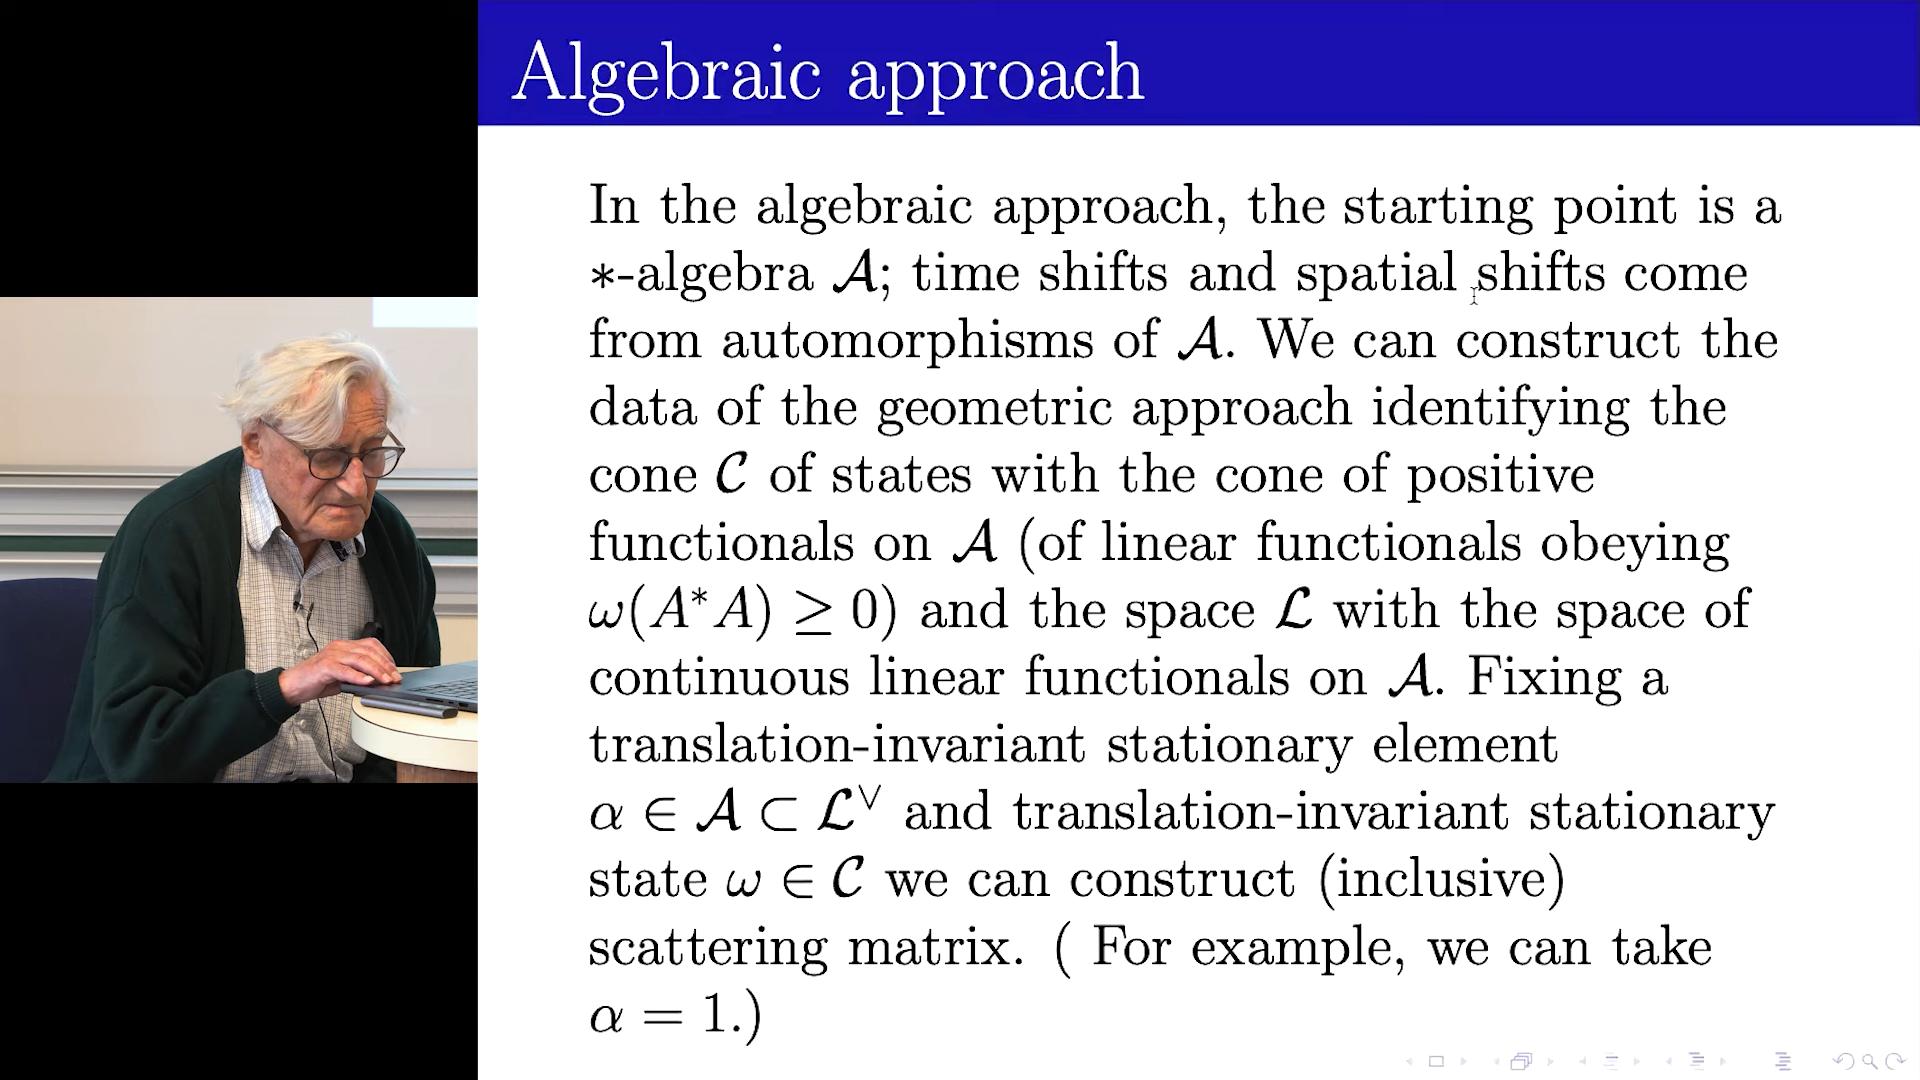 Algebraic approach
In the algebraic approach, the starting point is a
∗-algebra 𝒜; time shifts and spatial shifts come
from automorphisms of 𝒜. We can construct the
data of the geometric approach identifying the
cone 𝒞 of states with the cone of positive
functionals on 𝒜 (of linear functionals obeying
ω(A*A) ≥ 0) and the space ℒ with the space of
continuous linear functionals on 𝒜. Fixing a
translation-invariant stationary element
α ∈ 𝒜 ⊂ ℒ^∨ and translation-invariant stationary
state ω ∈ 𝒞 we can construct (inclusive)
scattering matrix. ( For example, we can take
α = 1.)